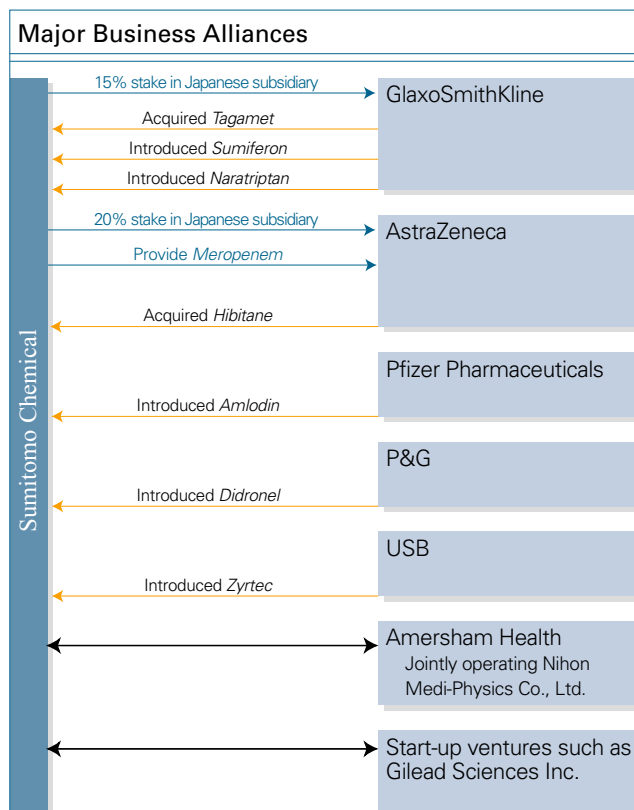 Major Business Alliances
Sumitomo Chemical
15% stake in Japanese subsidiary
GlaxoSmithKline
Acquired Tagamet
Introduced Sumiferon
Introduced Naratriptan
20% stake in Japanese subsidiary
AstraZeneca
Provide Meropenem
Acquired Hibitane
Pfizer Pharmaceuticals
Introduced Amlodin
P&G
Introduced Didronel
USB
Introduced Zyrtec
Amersham Health
Jointly operating Nihon
Medi-Physics Co., Ltd.
Start-up ventures such as
Gilead Sciences Inc.